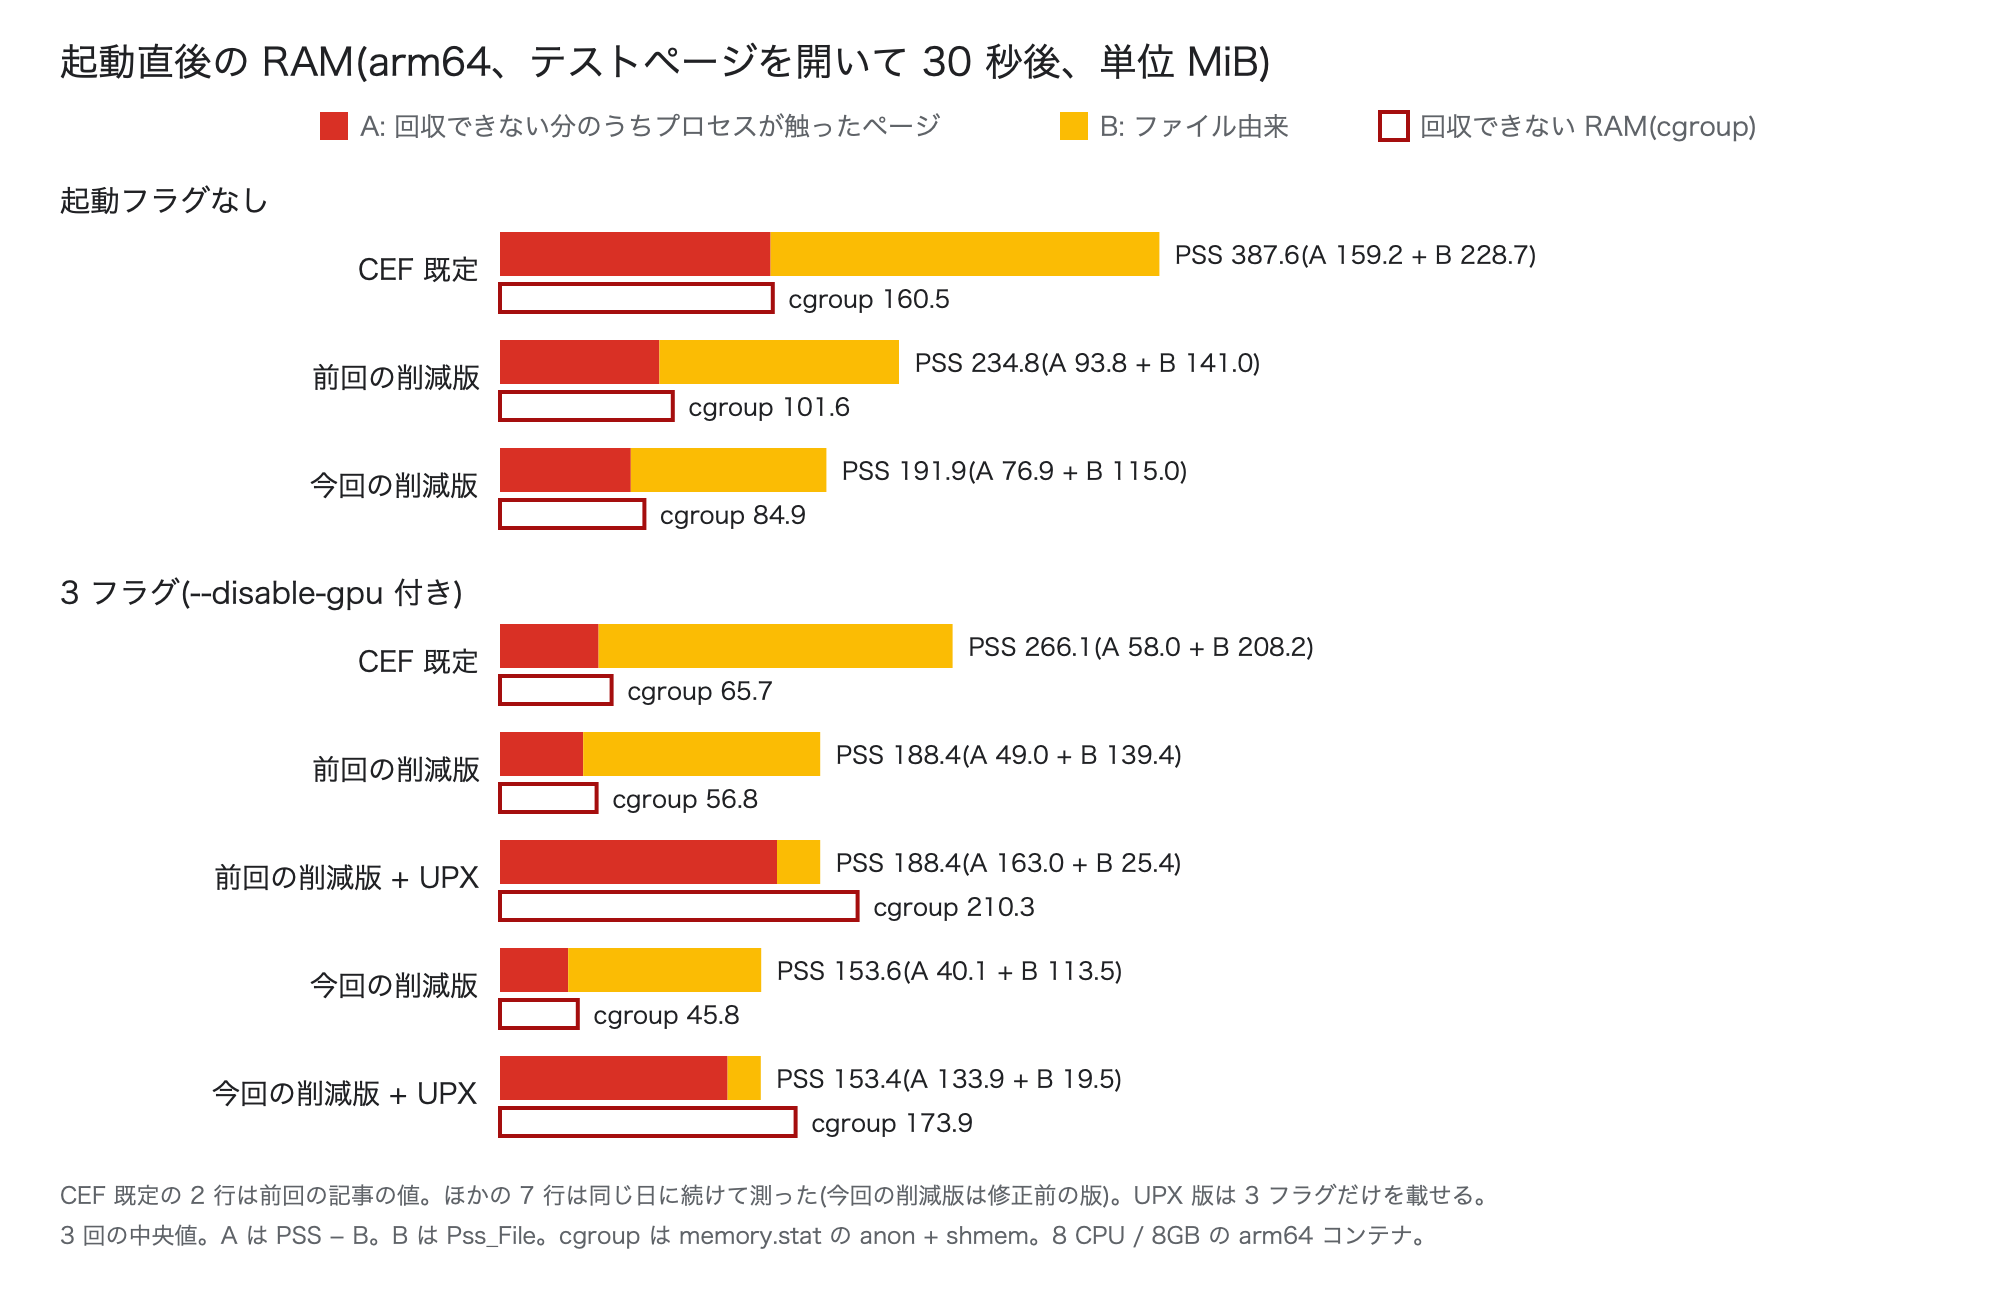 起動直後の RAM(arm64、テストページを開いて 30 秒後、単位 MiB)
A: 回収できない分のうちプロセスが触ったページ B: ファイル由来 回収できない RAM(cgroup)
起動フラグなし
CEF 既定 PSS 387.6(A 159.2 + B 228.7)
cgroup 160.5
前回の削減版 PSS 234.8(A 93.8 + B 141.0)
cgroup 101.6
今回の削減版 PSS 191.9(A 76.9 + B 115.0)
cgroup 84.9
3 フラグ(--disable-gpu 付き)
CEF 既定 PSS 266.1(A 58.0 + B 208.2)
cgroup 65.7
前回の削減版 PSS 188.4(A 49.0 + B 139.4)
cgroup 56.8
前回の削減版 + UPX PSS 188.4(A 163.0 + B 25.4)
cgroup 210.3
今回の削減版 PSS 153.6(A 40.1 + B 113.5)
cgroup 45.8
今回の削減版 + UPX PSS 153.4(A 133.9 + B 19.5)
cgroup 173.9
CEF 既定の 2 行は前回の記事の値。ほかの 7 行は同じ日に続けて測った(今回の削減版は修正前の版)。UPX 版は 3 フラグだけを載せる。
3 回の中央値。A は PSS − B。B は Pss_File。cgroup は memory.stat の anon + shmem。8 CPU / 8GB の arm64 コンテナ。